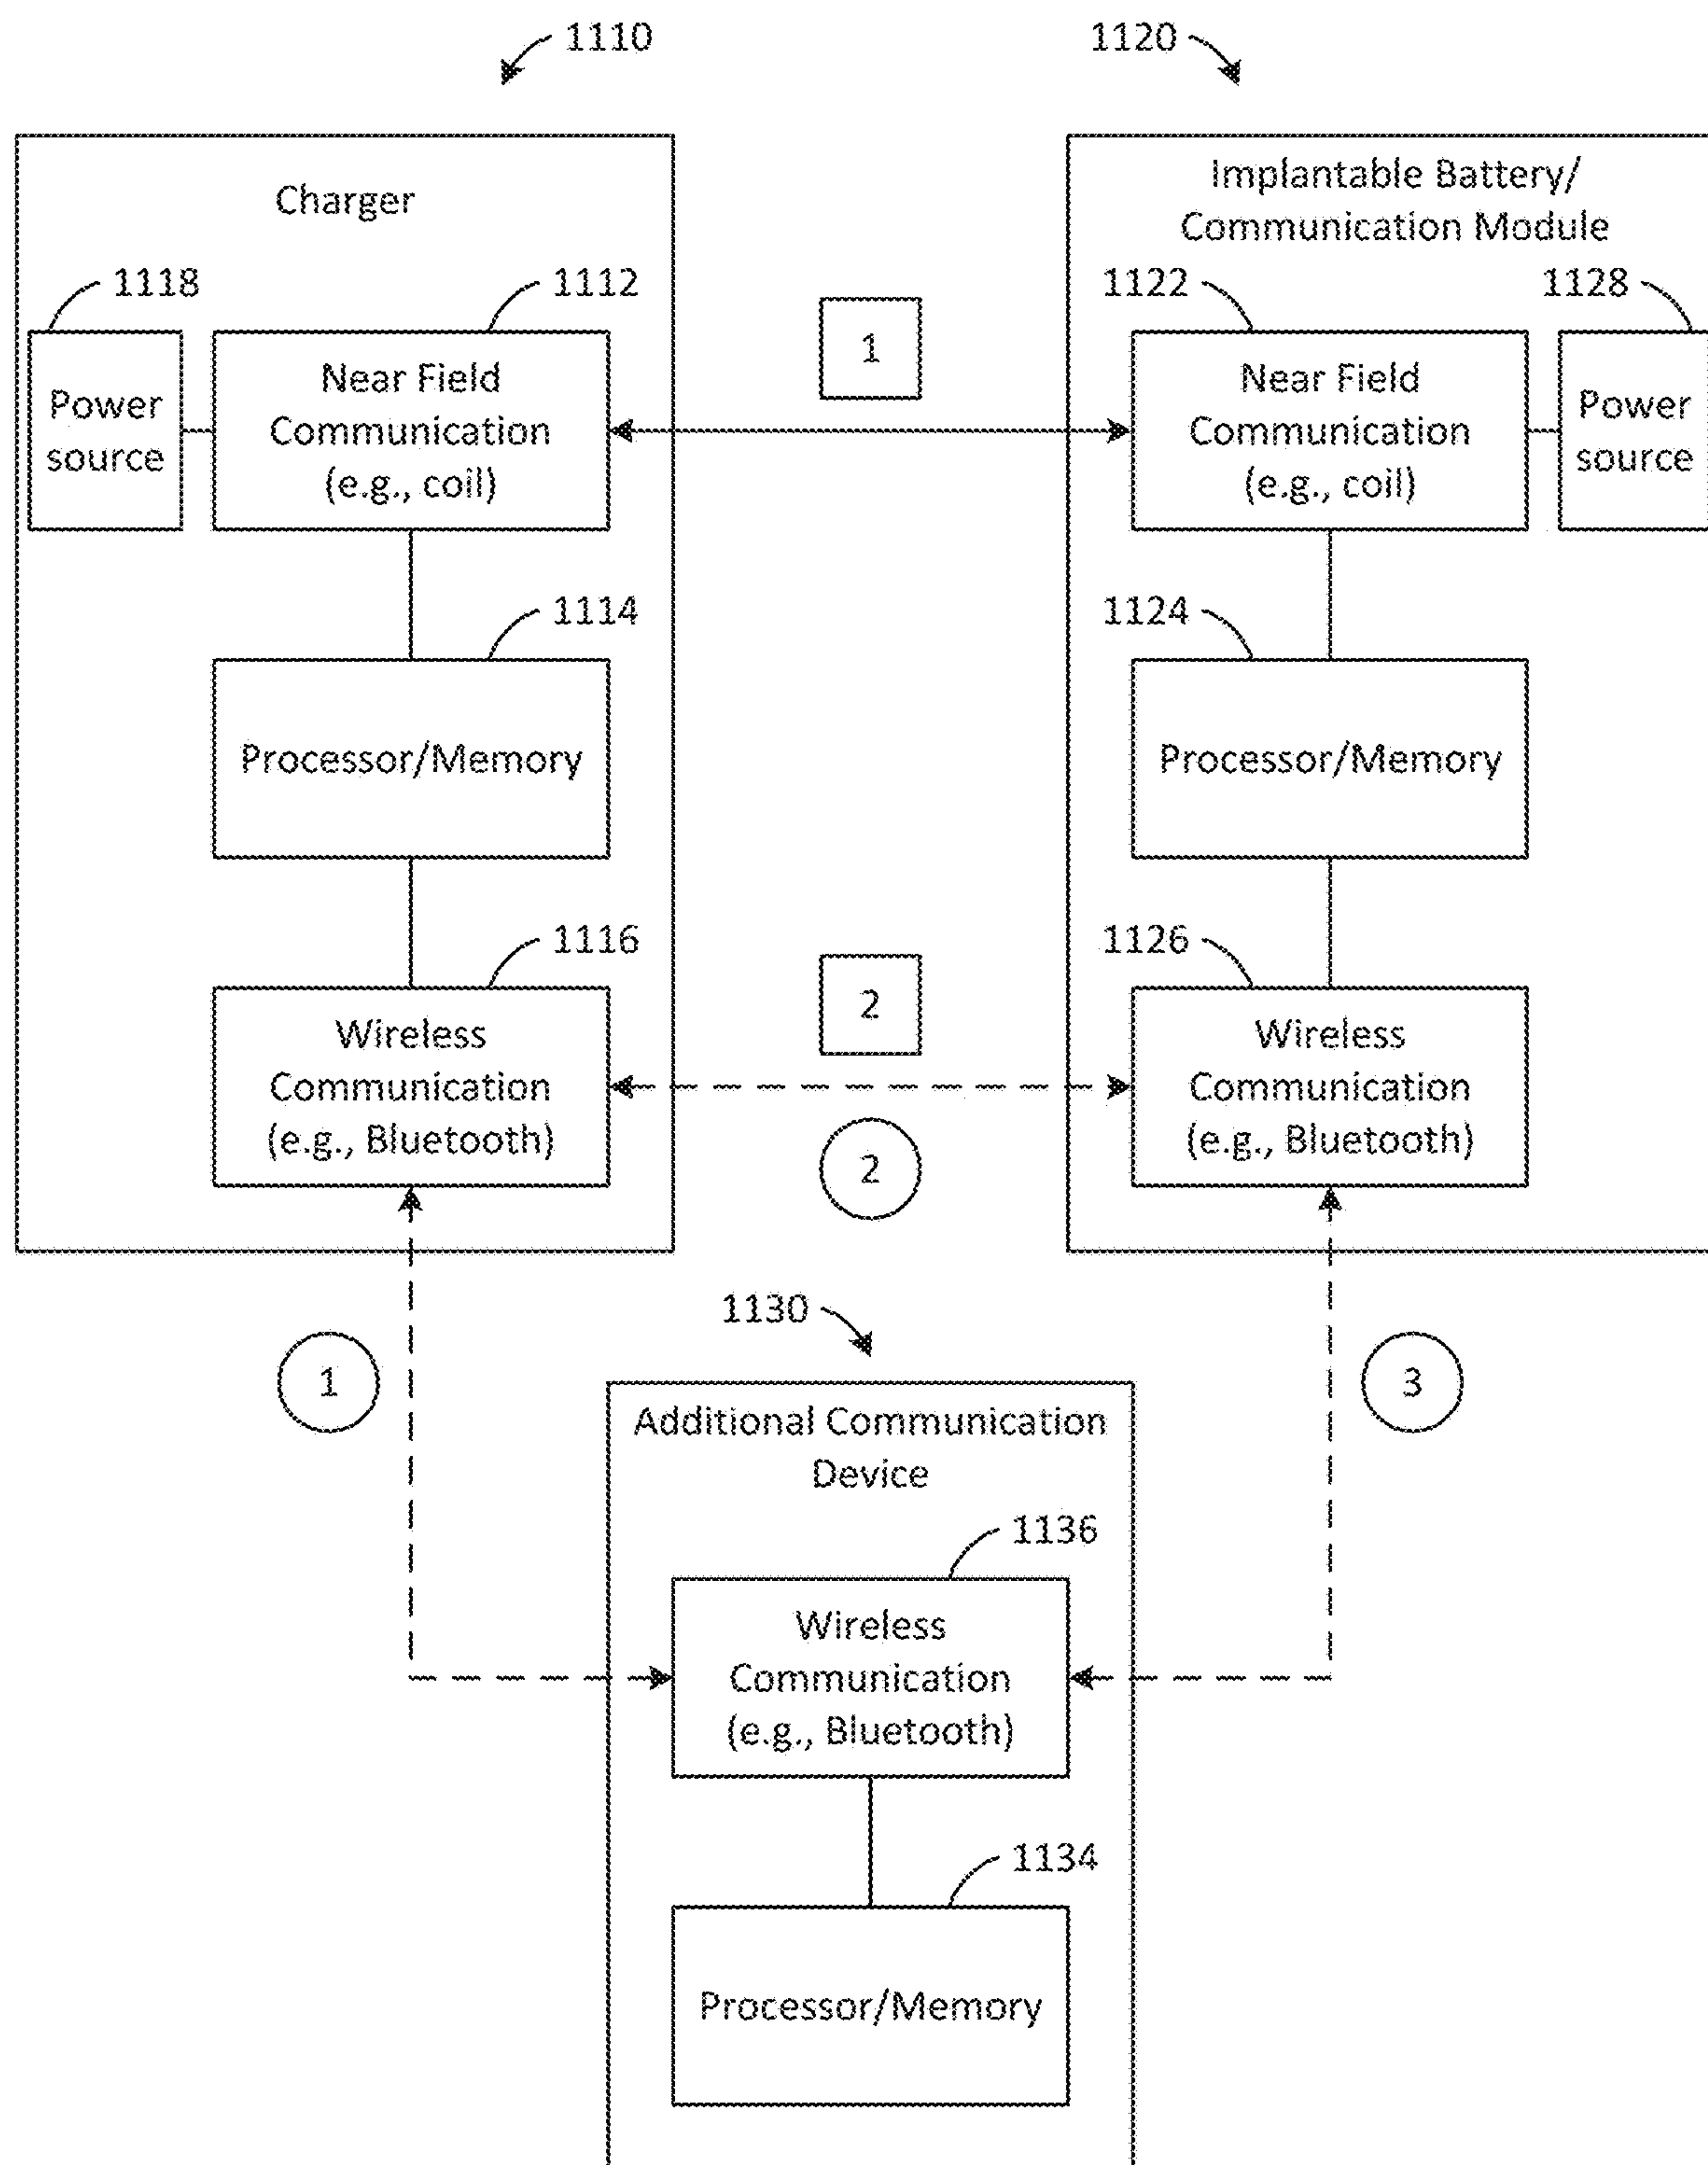 1110
1120
Charger
Implantable Battery/
Communication Module
1118
1112
1122
1128
1
Power
source
Near Field
Communication
(e.g., coil)
Near Field
Communication
(e.g., coil)
Power
source
1114
1124
Processor/Memory
Processor/Memory
1116
1126
2
Wireless
Communication
(e.g., Bluetooth)
Wireless
Communication
(e.g., Bluetooth)
2
1130
1
3
Additional Communication
Device
1136
Wireless
Communication
(e.g., Bluetooth)
1134
Processor/Memory